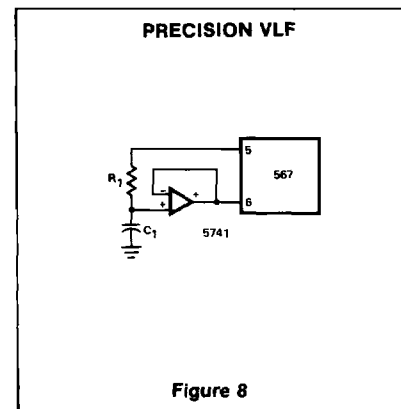 PRECISION VLF
5
567
R1
-
+
+
6
C1
5741
Figure 8